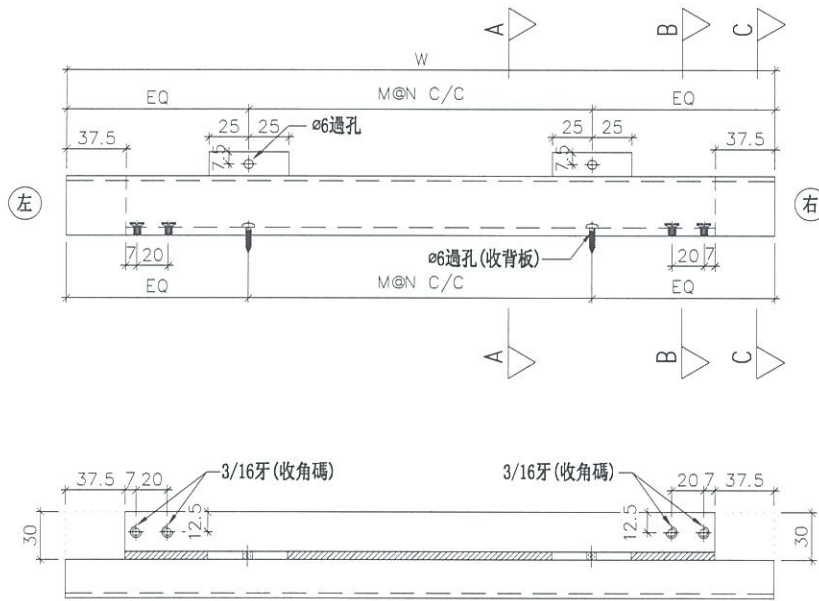 A B C
W
EQ M@N C/C EQ
25 25 ø6過孔 25 25
37.5 37.5
7.5 7.5
左 右
ø6過孔(收背板)
7 20 20 7
EQ M@N C/C EQ
A B C
3/16牙(收角碼) 3/16牙(收角碼)
37.5 7 20 20 7 37.5
30 12.5 12.5 30